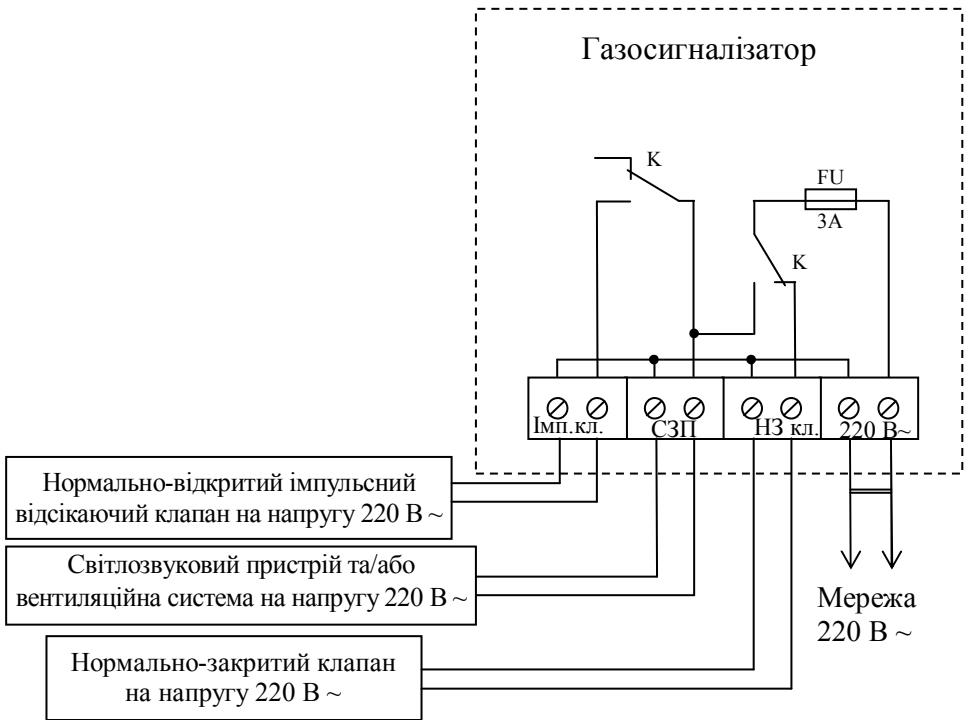 Газосигналізатор
К
FU
3А
К
Імп.кл.
СЗП
НЗ кл.
220 В~
Нормально-відкритий імпульсний
відсікаючий клапан на напругу 220 В ~
Світлозвуковий пристрій та/або
вентиляційна система на напругу 220 В ~
Нормально-закритий клапан
на напругу 220 В ~
Мережа
220 В ~